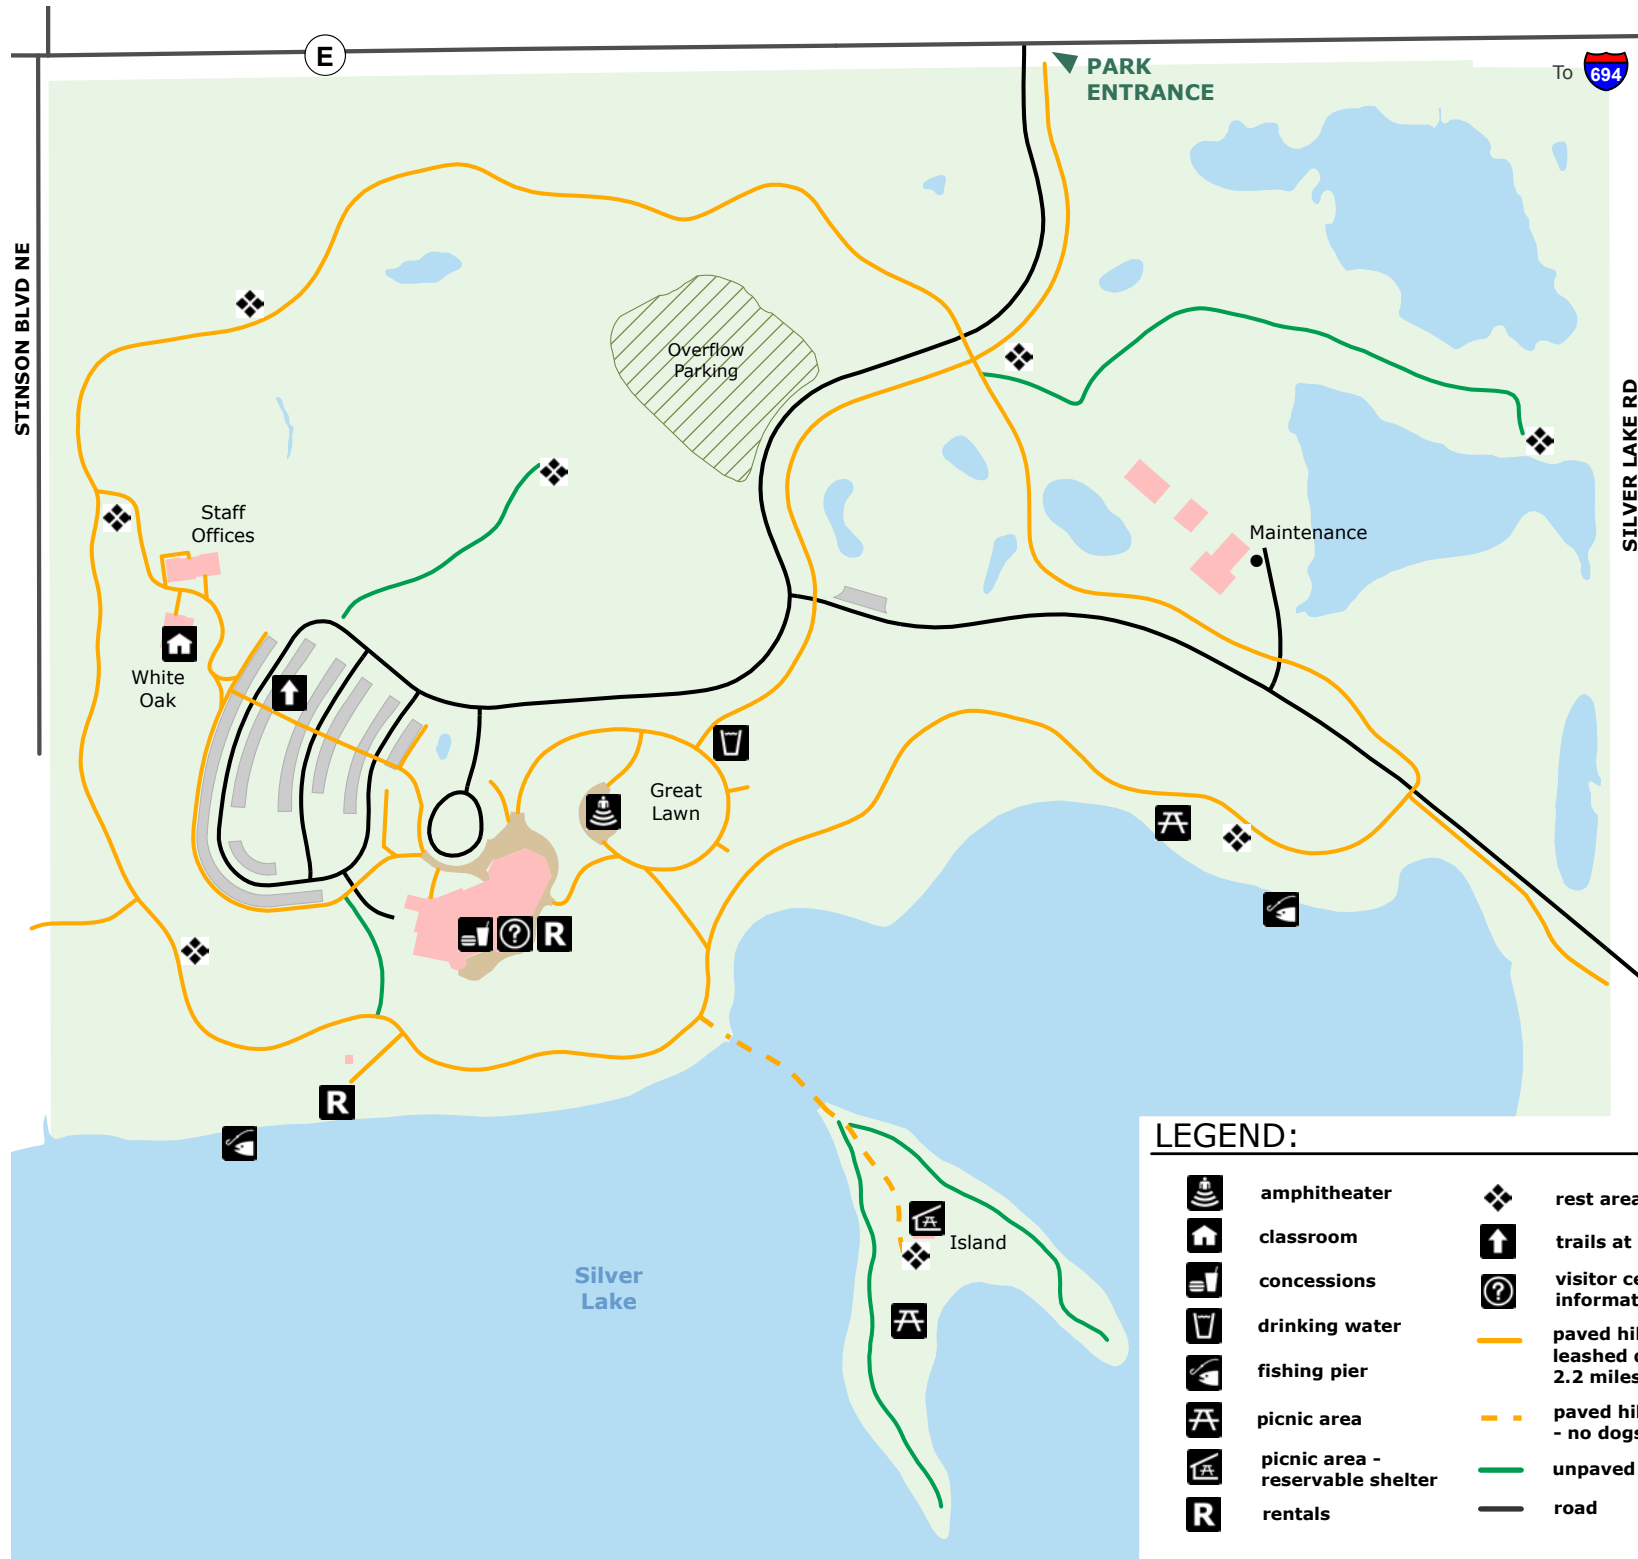 E
PARK
ENTRANCE
To 694
STINSON BLVD NE
SILVER LAKE RD
Overflow
Parking
Staff
Offices
Maintenance
White
Oak
Great
Lawn
R
R
Island
Silver
Lake
LEGEND:
amphitheater
classroom
concessions
drinking water
fishing pier
picnic area
picnic area -
reservable shelter
R rentals
rest area
trails at
? visitor ce
informat
paved hi
leashed
2.2 miles
paved hi
- no dogs
unpaved
road